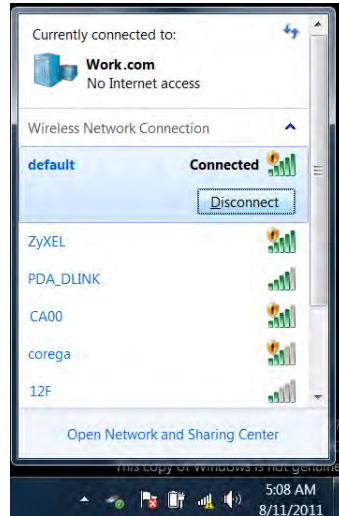 Currently connected to:
Work.com
No Internet access
Wireless Network Connection
default Connected
Disconnect
ZyXEL
PDA_DLINK
CA00
corega
12F
Open Network and Sharing Center
This copy of Windows is not genuine
5:08 AM
8/11/2011